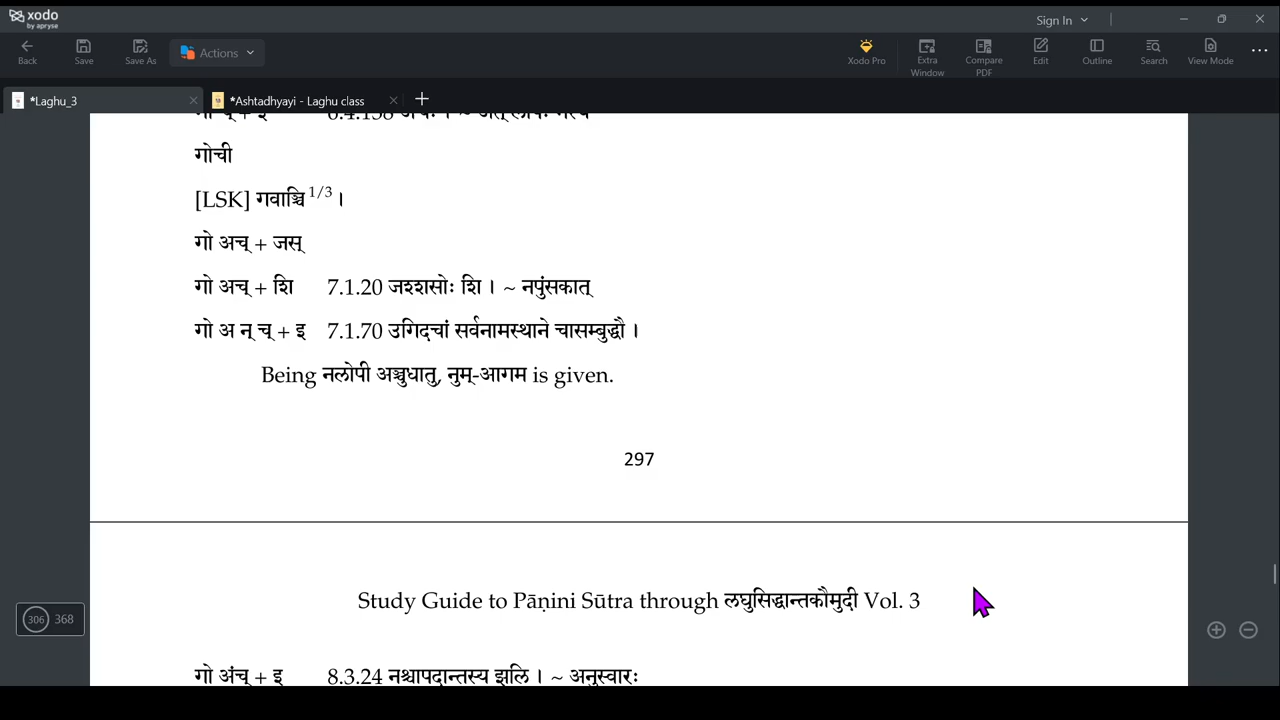 xodo
by apryse
Sign In
Back
Save
Save As
Actions
Xodo Pro
Extra Window
Compare PDF
Edit
Outline
Search
View Mode
*Laghu_3
*Ashtadhyayi - Laghu class
गोची
[LSK] गवाञ्चि 1/3 ।
गो अच् + जस्
गो अच् + शि 7.1.20 जश्शसोः शि । ~ नपुंसकात्
गो अ न् च् + इ 7.1.70 उगिदचां सर्वनामस्थाने चासम्बुद्धौ ।
Being नलोपी अञ्चुधातु, नुम्-आगम is given.
297
Study Guide to Pāṇini Sūtra through लघुसिद्धान्तकौमुदी Vol. 3
306 368
गो अंच् + इ 8.3.24 नश्चापदान्तस्य झलि । ~ अनुस्वारः